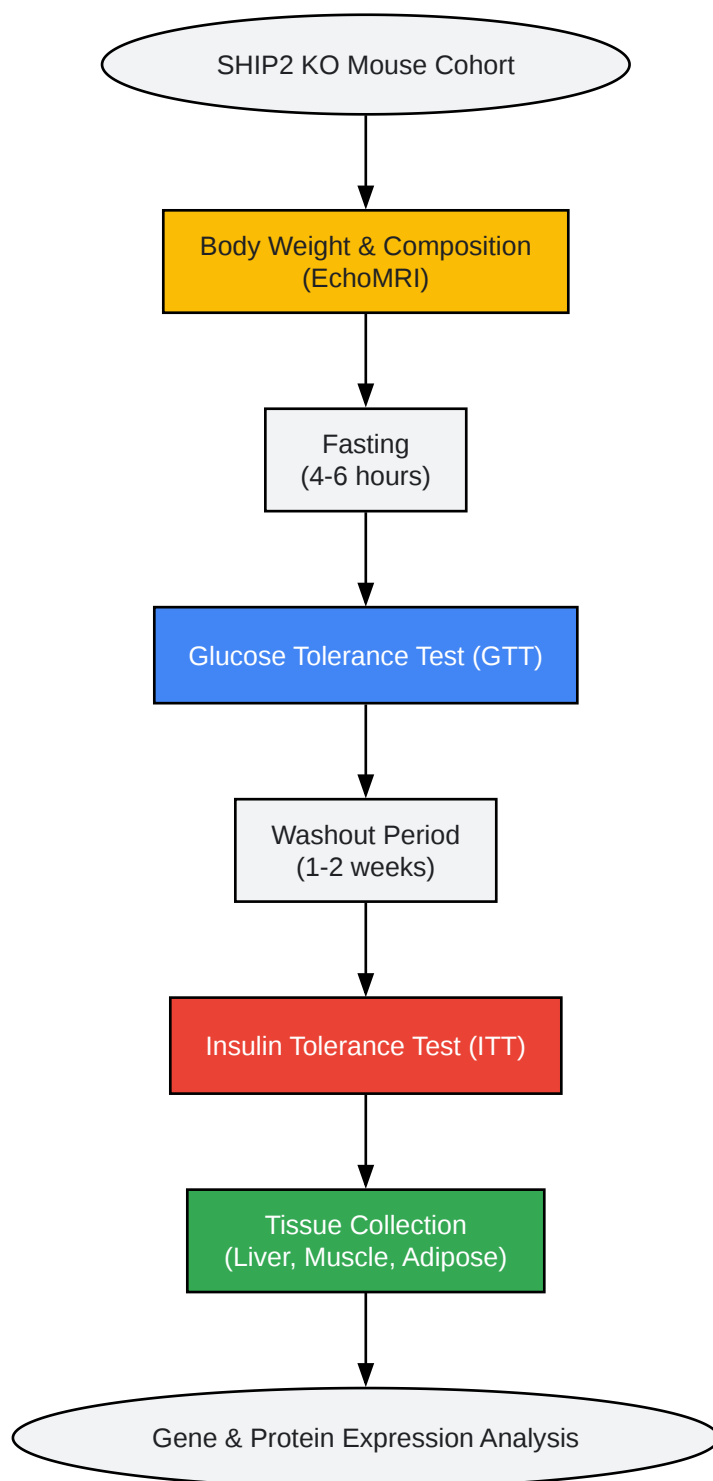 SHIP2 KO Mouse Cohort
Body Weight & Composition
(EchoMRI)
Fasting
(4-6 hours)
Glucose Tolerance Test (GTT)
Washout Period
(1-2 weeks)
Insulin Tolerance Test (ITT)
Tissue Collection
(Liver, Muscle, Adipose)
Gene & Protein Expression Analysis